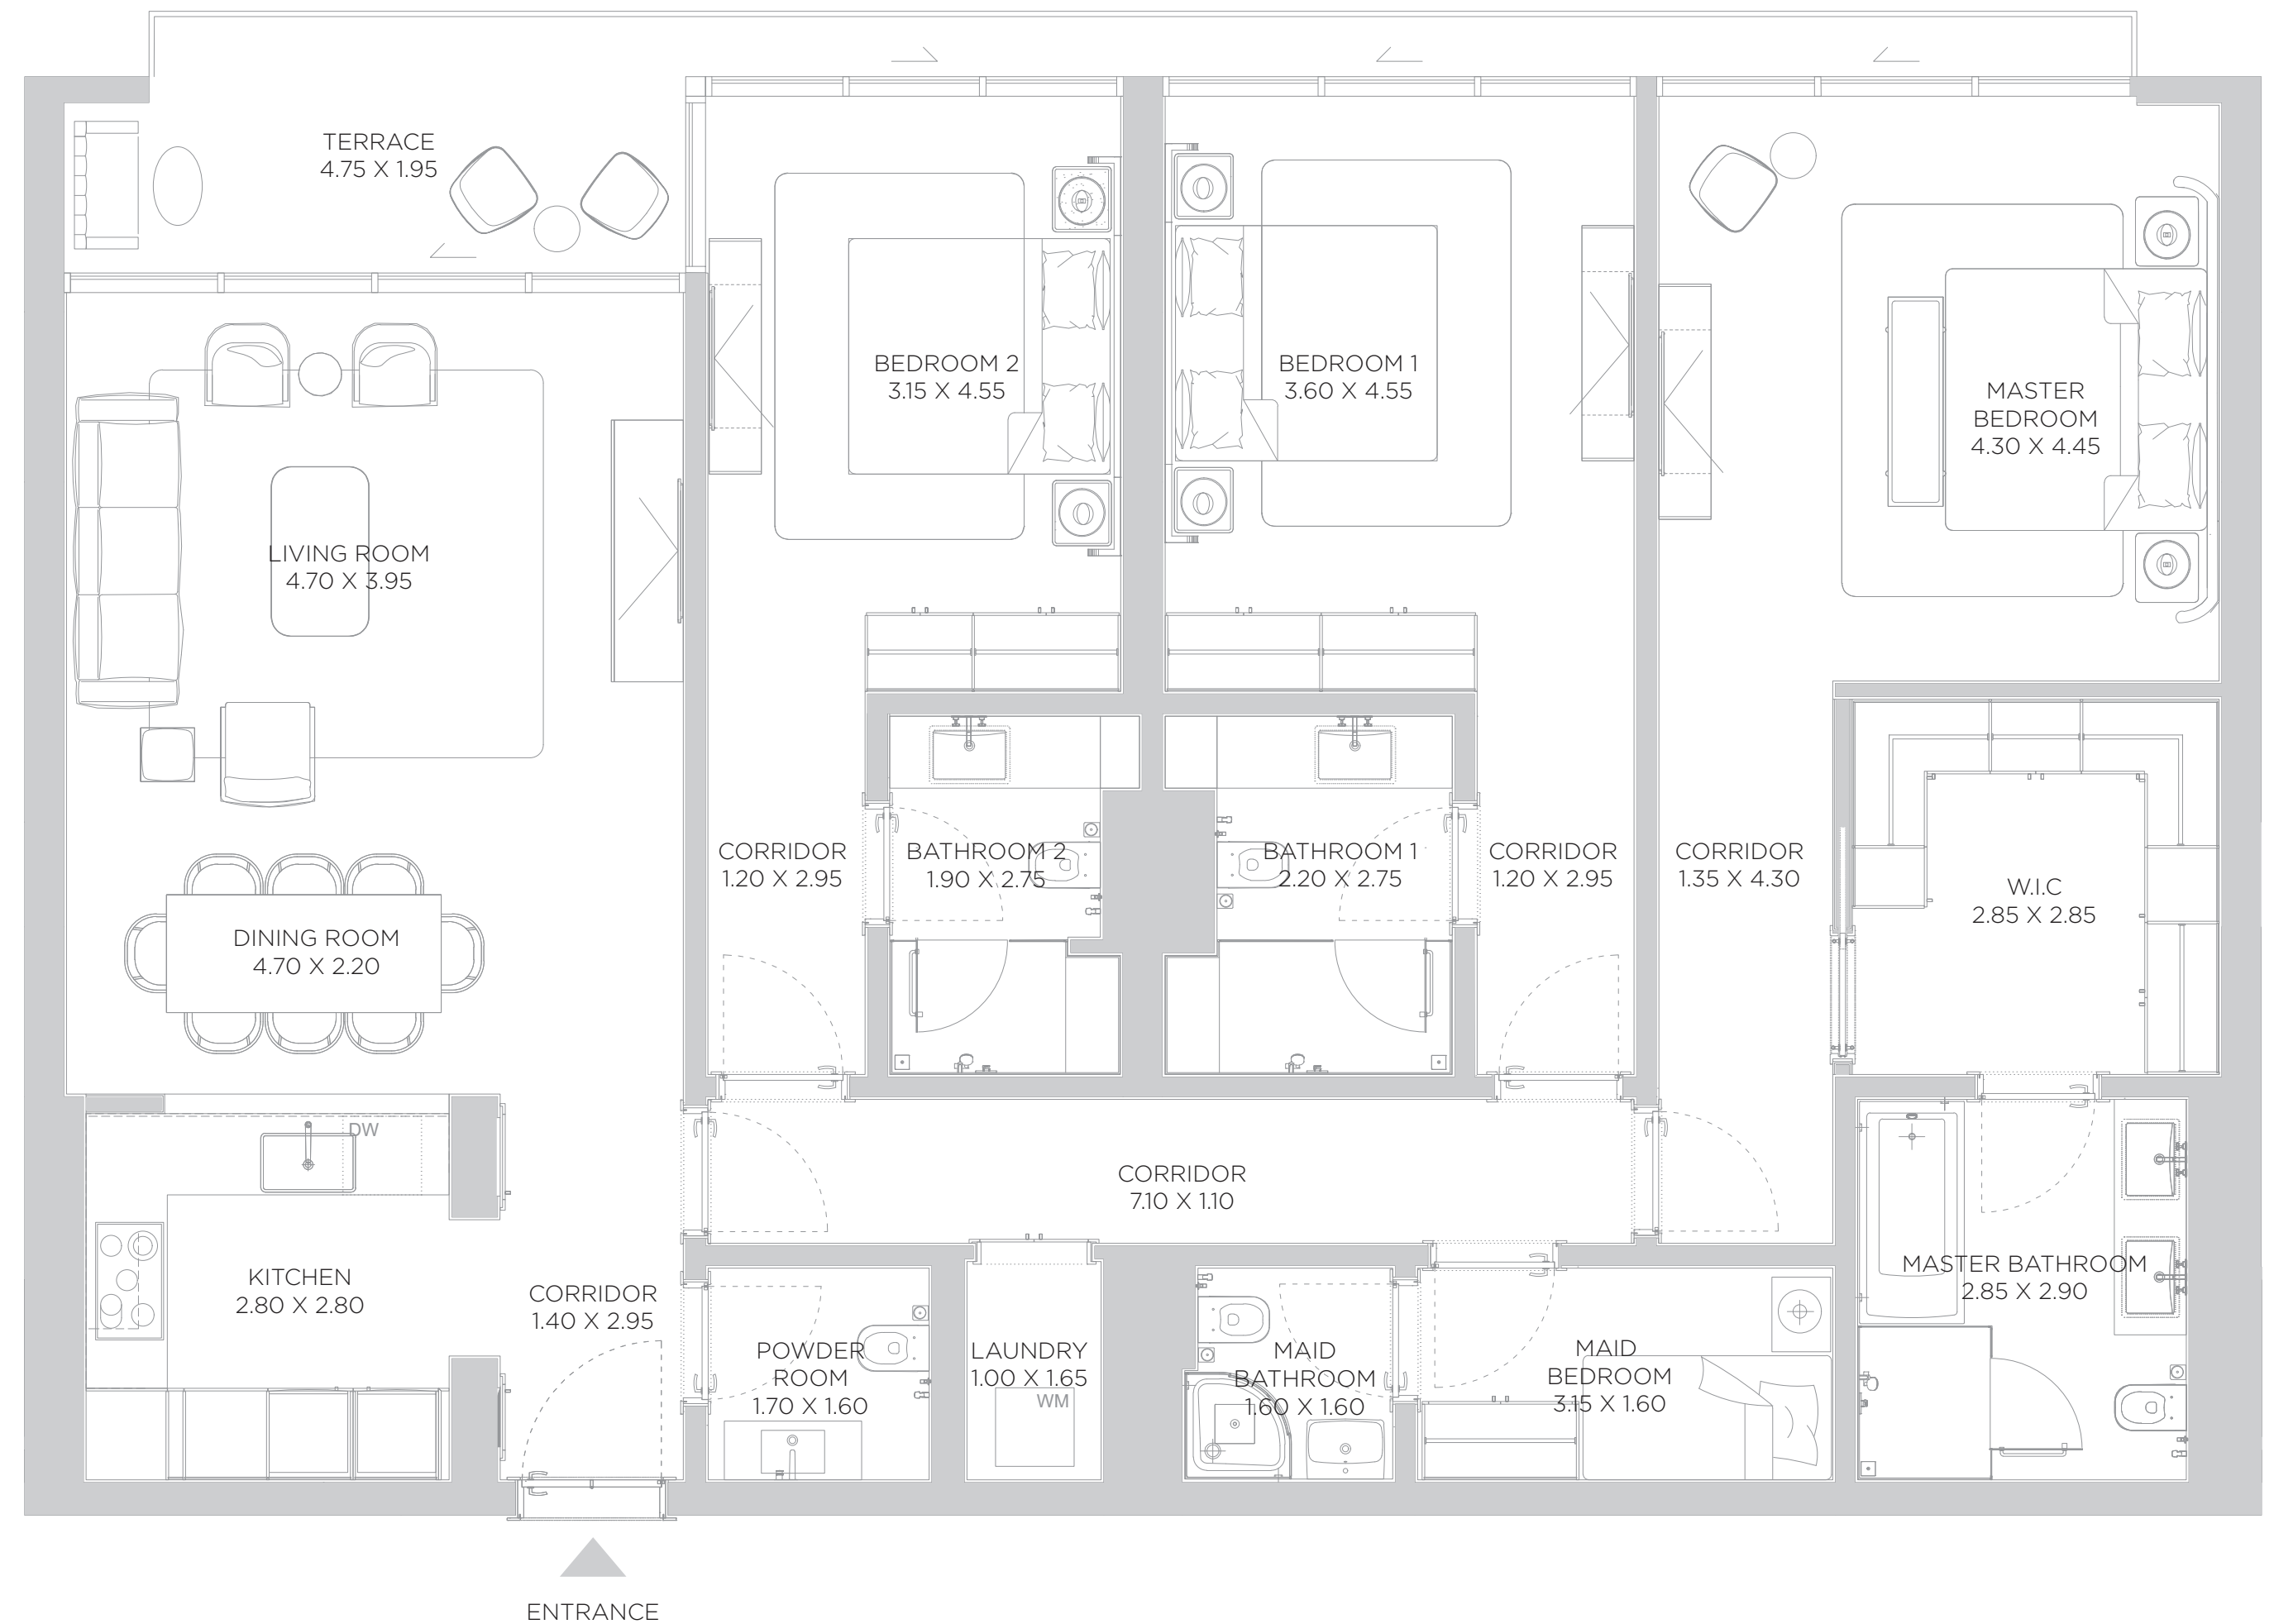 TERRACE
4.75 X 1.95
BEDROOM 2
3.15 X 4.55
BEDROOM 1
3.60 X 4.55
MASTER
BEDROOM
4.30 X 4.45
LIVING ROOM
4.70 X 3.95
CORRIDOR
1.20 X 2.95
BATHROOM 2
1.90 X 2.75
BATHROOM 1
2.20 X 2.75
CORRIDOR
1.20 X 2.95
CORRIDOR
1.35 X 4.30
W.I.C
2.85 X 2.85
DINING ROOM
4.70 X 2.20
DW
CORRIDOR
7.10 X 1.10
KITCHEN
2.80 X 2.80
CORRIDOR
1.40 X 2.95
MASTER BATHROOM
2.85 X 2.90
POWDER
ROOM
1.70 X 1.60
LAUNDRY
1.00 X 1.65
WM
MAID
BATHROOM
1.60 X 1.60
MAID
BEDROOM
3.15 X 1.60
ENTRANCE